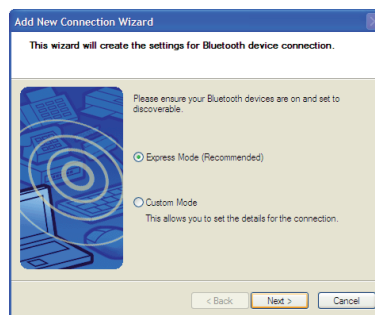 Add New Connection Wizard
This wizard will create the settings for Bluetooth device connection.
Please ensure your Bluetooth devices are on and set to
discoverable.
Express Mode (Recommended)
Custom Mode
This allows you to set the details for the connection.
< Back Next > Cancel